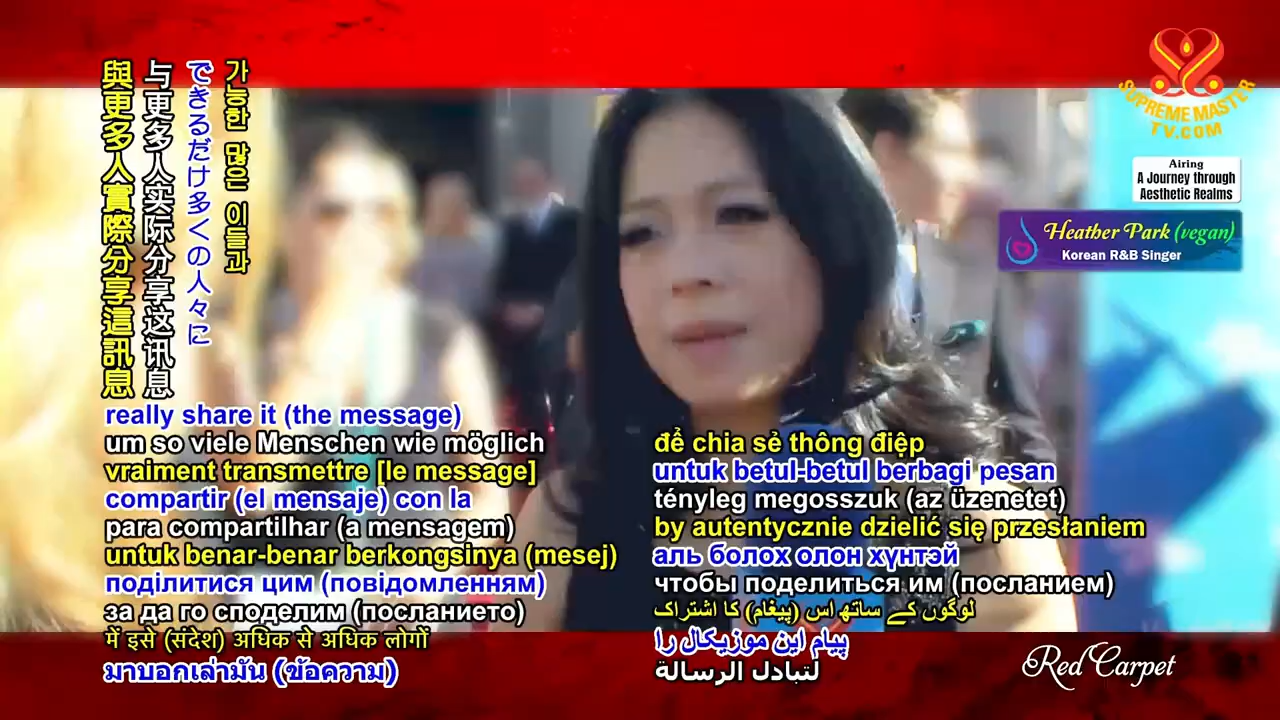 SUPREME MASTER
TV.COM
Airing
A Journey through
Aesthetic Realms
Heather Park (vegan)
Korean R&B Singer
與更多人實際分享這訊息
与更多人实际分享这讯息
できるだけ多くの人々に
가능한 많은 이들과
really share it (the message)
um so viele Menschen wie möglich
vraiment transmettre [le message]
compartir (el mensaje) con la
para compartilhar (a mensagem)
untuk benar-benar berkongsinya (mesej)
поділитися цим (повідомленням)
за да го споделим (посланието)
में इसे (संदेश) अधिक से अधिक लोगों
มาบอกเล่ามัน (ข้อความ)
để chia sẻ thông điệp
untuk betul-betul berbagi pesan
tényleg megosszuk (az üzenetet)
by autentycznie dzielić się przesłaniem
аль болох олон хүнтэй
чтобы поделиться им (посланием)
لوگوں کے ساتھ اس (پیغام) کا اشتراک
پیام این موزیکال را
لتبادل الرسالة
Red Carpet